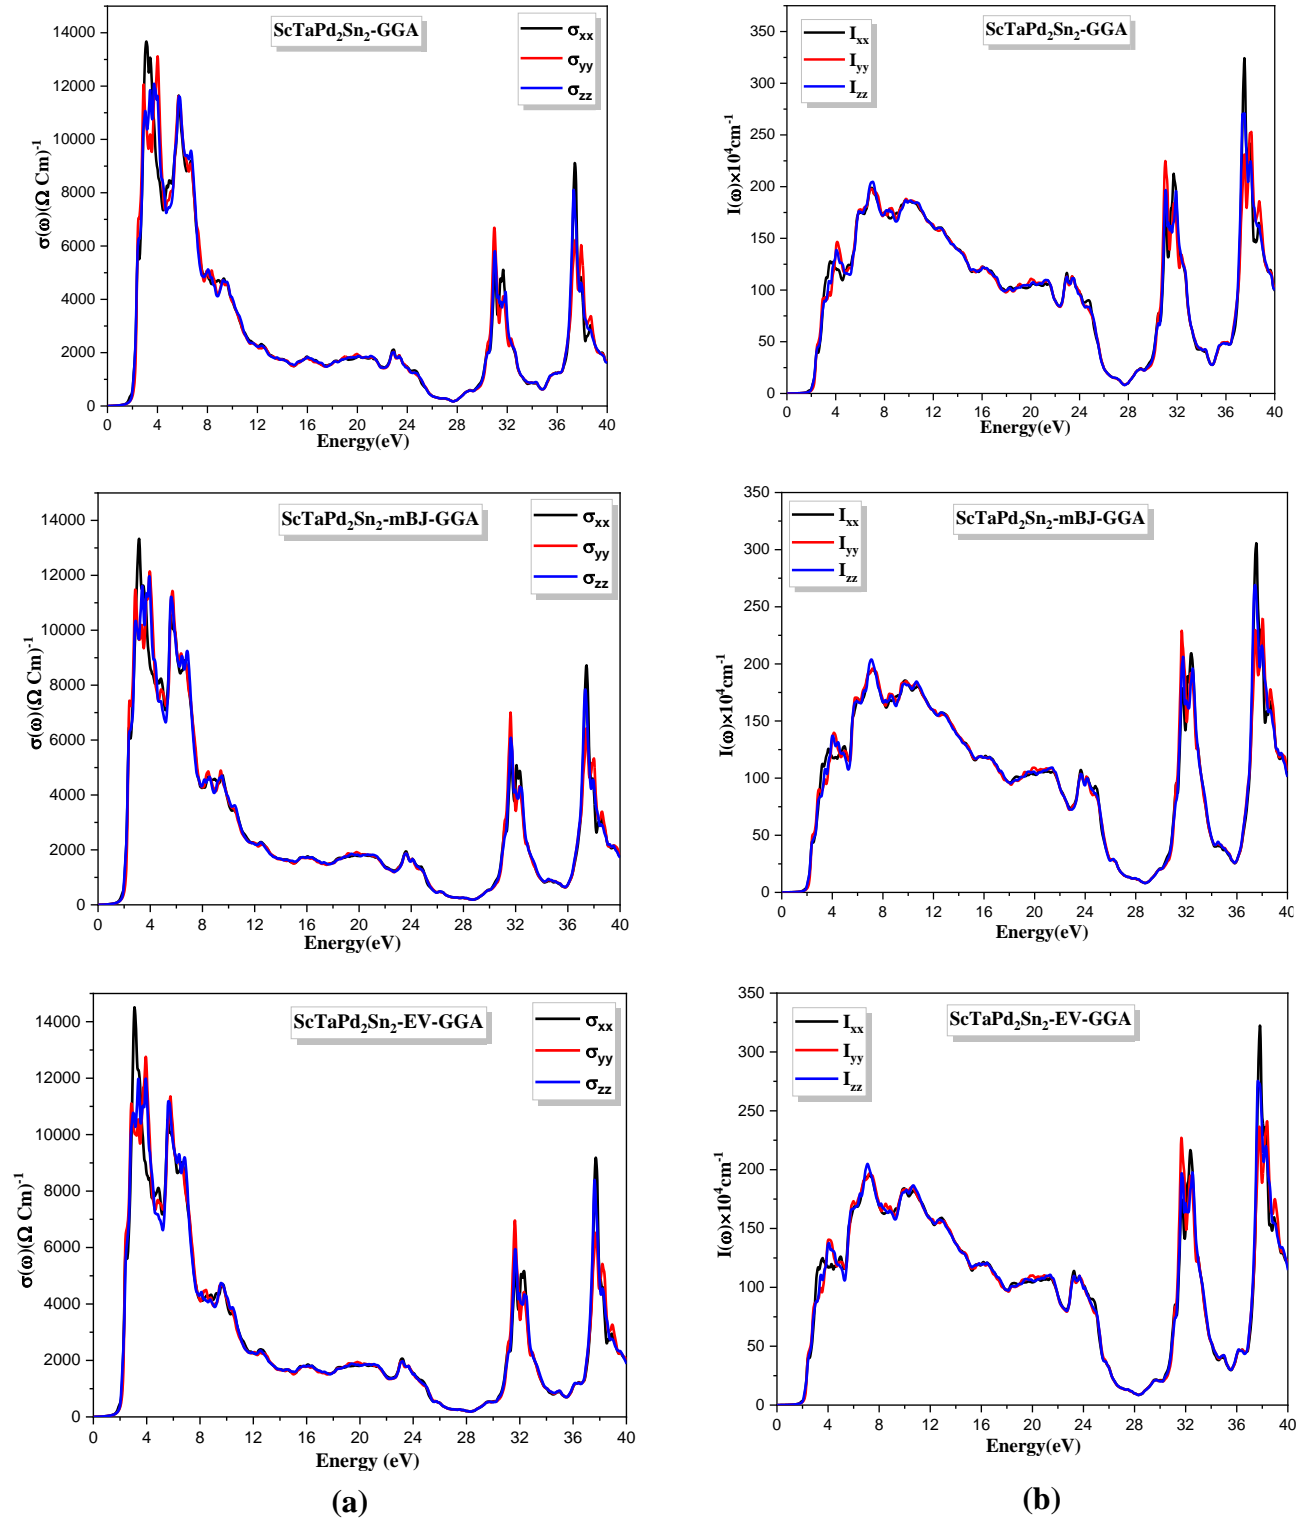 ScTaPd₂Sn₂-GGA
σxx
σyy
σzz
σ(ω)(Ω Cm)⁻¹
14000
12000
10000
8000
6000
4000
2000
0
0 4 8 12 16 20 24 28 32 36 40
Energy(eV)
ScTaPd₂Sn₂-GGA
Ixx
Iyy
Izz
I(ω)×10⁴cm⁻¹
350
300
250
200
150
100
50
0
0 4 8 12 16 20 24 28 32 36 40
Energy(eV)
ScTaPd₂Sn₂-mBJ-GGA
σxx
σyy
σzz
σ(ω)(Ω Cm)⁻¹
14000
12000
10000
8000
6000
4000
2000
0
0 4 8 12 16 20 24 28 32 36 40
Energy(eV)
ScTaPd₂Sn₂-mBJ-GGA
Ixx
Iyy
Izz
I(ω)×10⁴cm⁻¹
350
300
250
200
150
100
50
0
0 4 8 12 16 20 24 28 32 36 40
Energy(eV)
ScTaPd₂Sn₂-EV-GGA
σxx
σyy
σzz
σ(ω)(Ω Cm)⁻¹
14000
12000
10000
8000
6000
4000
2000
0
0 4 8 12 16 20 24 28 32 36 40
Energy (eV)
ScTaPd₂Sn₂-EV-GGA
Ixx
Iyy
Izz
I(ω)×10⁴cm⁻¹
350
300
250
200
150
100
50
0
0 4 8 12 16 20 24 28 32 36 40
Energy(eV)
(a)
(b)